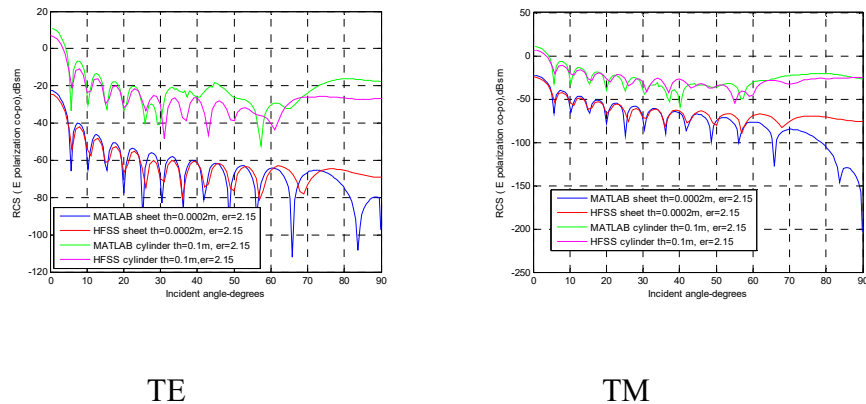 20
0
-20
-40
-60
-80
-100
-120
0 10 20 30 40 50 60 70 80 90
RCS ( E polarization co-po),dBsm
Incident angle-degrees
MATLAB sheet th=0.0002m, er=2.15
HFSS sheet th=0.0002m, er=2.15
MATLAB cylinder th=0.1m, er=2.15
HFSS cylinder th=0.1m,er=2.15
50
0
-50
-100
-150
-200
-250
0 10 20 30 40 50 60 70 80 90
RCS ( E polarization co-po),dBsm
Incident angle-degrees
MATLAB sheet th=0.0002m, er=2.15
HFSS sheet th=0.0002m, er=2.15
MATLAB cylinder th=0.1m, er=2.15
HFSS cylinder th=0.1m, er=2.15
TE TM